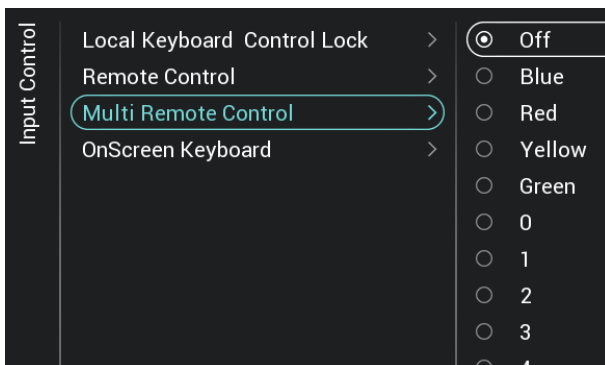 Input Control
Local Keyboard Control Lock
Remote Control
Multi Remote Control
OnScreen Keyboard
Off
Blue
Red
Yellow
Green
0
1
2
3